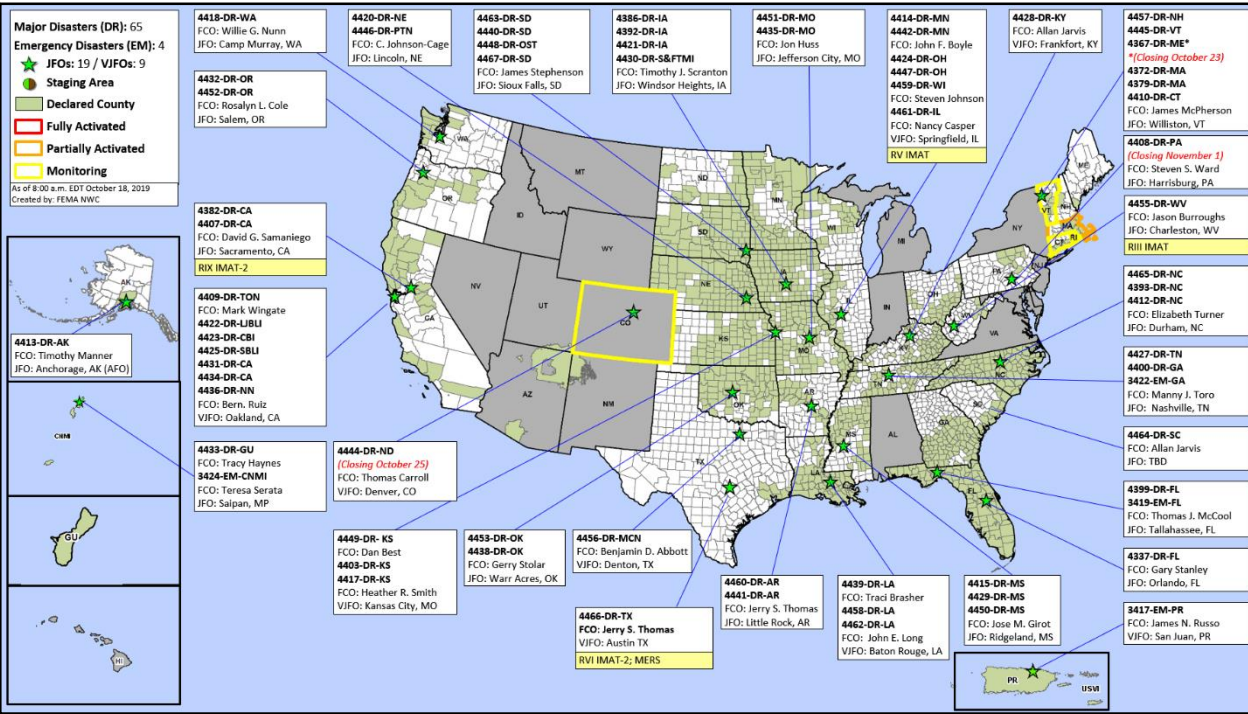 Major Disasters (DR): 65
Emergency Disasters (EM): 4
JFOs: 19 / VJFOs: 9
Staging Area
Declared County
Fully Activated
Partially Activated
Monitoring
As of 8:00 a.m. EDT October 18, 2019
Created by: FEMA NWC
4418-DR-WA
FCO: Willie G. Nunn
JFO: Camp Murray, WA
4420-DR-NE
4446-DR-PTN
FCO: C. Johnson-Cage
JFO: Lincoln, NE
4463-DR-SD
4440-DR-SD
4448-DR-OST
4467-DR-SD
FCO: James Stephenson
JFO: Sioux Falls, SD
4386-DR-IA
4392-DR-IA
4421-DR-IA
4430-DR-S&FTMI
FCO: Timothy J. Scranton
JFO: Windsor Heights, IA
4451-DR-MO
4435-DR-MO
FCO: Jon Huss
JFO: Jefferson City, MO
4414-DR-MN
4442-DR-MN
FCO: John F. Boyle
4424-DR-OH
4447-DR-OH
4459-DR-WI
FCO: Steven Johnson
4461-DR-IL
FCO: Nancy Casper
VJFO: Springfield, IL
RV IMAT
4428-DR-KY
FCO: Allan Jarvis
VJFO: Frankfort, KY
4457-DR-NH
4445-DR-VT
4367-DR-ME*
*(Closing October 23)
4372-DR-MA
4379-DR-MA
4410-DR-CT
FCO: James McPherson
JFO: Williston, VT
4432-DR-OR
4452-DR-OR
FCO: Rosalyn L. Cole
JFO: Salem, OR
4408-DR-PA
(Closing November 1)
FCO: Steven S. Ward
JFO: Harrisburg, PA
4382-DR-CA
4407-DR-CA
FCO: David G. Samaniego
JFO: Sacramento, CA
RIX IMAT-2
4455-DR-WV
FCO: Jason Burroughs
JFO: Charleston, WV
RIII IMAT
4409-DR-TON
FCO: Mark Wingate
4422-DR-LJBLI
4423-DR-CBI
4425-DR-SBLI
4431-DR-CA
4434-DR-CA
4436-DR-NN
FCO: Bern. Ruiz
VJFO: Oakland, CA
4465-DR-NC
4393-DR-NC
4412-DR-NC
FCO: Elizabeth Turner
JFO: Durham, NC
4413-DR-AK
FCO: Timothy Manner
JFO: Anchorage, AK (AFO)
4427-DR-TN
4400-DR-GA
3422-EM-GA
FCO: Manny J. Toro
JFO: Nashville, TN
4433-DR-GU
FCO: Tracy Haynes
3424-EM-CNMI
FCO: Teresa Serata
JFO: Saipan, MP
4444-DR-ND
(Closing October 25)
FCO: Thomas Carroll
VJFO: Denver, CO
4464-DR-SC
FCO: Allan Jarvis
JFO: TBD
4399-DR-FL
3419-EM-FL
FCO: Thomas J. McCool
JFO: Tallahassee, FL
4449-DR- KS
FCO: Dan Best
4403-DR-KS
4417-DR-KS
FCO: Heather R. Smith
VJFO: Kansas City, MO
4453-DR-OK
4438-DR-OK
FCO: Gerry Stolar
JFO: Warr Acres, OK
4456-DR-MCN
FCO: Benjamin D. Abbott
VJFO: Denton, TX
4466-DR-TX
FCO: Jerry S. Thomas
VJFO: Austin TX
RVI IMAT-2; MERS
4460-DR-AR
4441-DR-AR
FCO: Jerry S. Thomas
JFO: Little Rock, AR
4439-DR-LA
FCO: Traci Brasher
4458-DR-LA
4462-DR-LA
FCO: John E. Long
VJFO: Baton Rouge, LA
4415-DR-MS
4429-DR-MS
4450-DR-MS
FCO: Jose M. Girot
JFO: Ridgeland, MS
4337-DR-FL
FCO: Gary Stanley
JFO: Orlando, FL
3417-EM-PR
FCO: James N. Russo
VJFO: San Juan, PR
WA
MT
ND
MN
ME
OR
ID
SD
WI
VT
NH
NY
MA
CT
RI
WY
MI
IA
PA
NJ
NV
NE
IL
IN
OH
UT
CO
WV
VA
CA
KS
MO
KY
NC
AZ
NM
OK
AR
TN
SC
TX
LA
MS
AL
GA
FL
AK
CNMI
GU
HI
PR
USVI